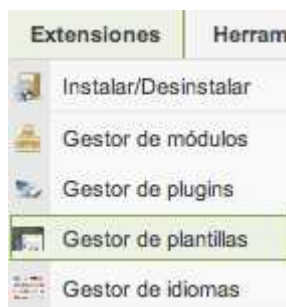 Extensiones Herram
Instalar/Desinstalar
Gestor de módulos
Gestor de plugins
Gestor de plantillas
Gestor de idiomas